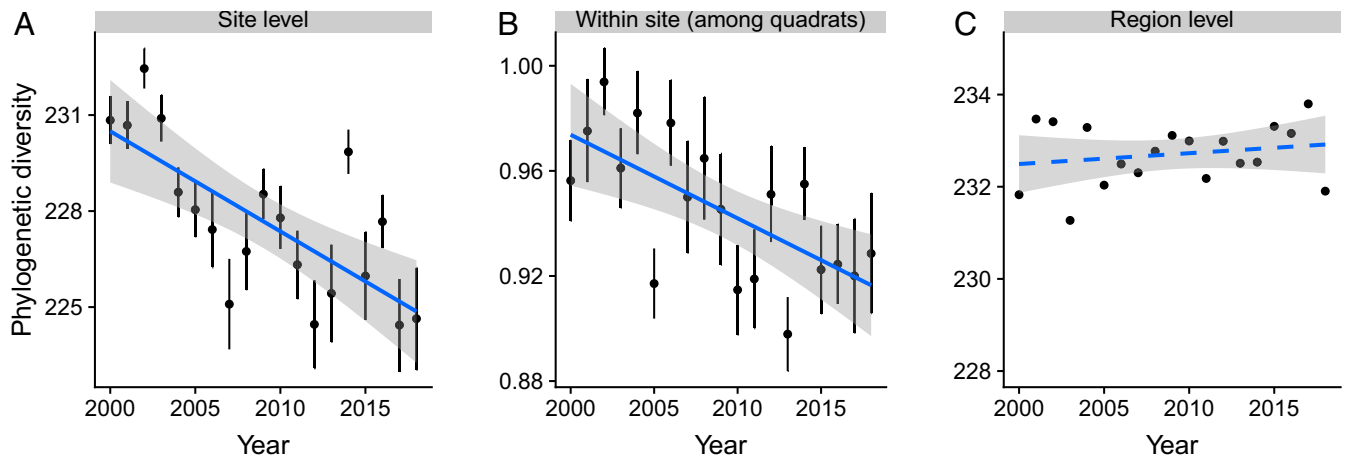 A
Site level
B
Within site (among quadrats)
C
Region level
Phylogenetic diversity
231
228
225
2000 2005 2010 2015
Year
1.00
0.96
0.92
0.88
2000 2005 2010 2015
Year
234
232
230
228
2000 2005 2010 2015
Year